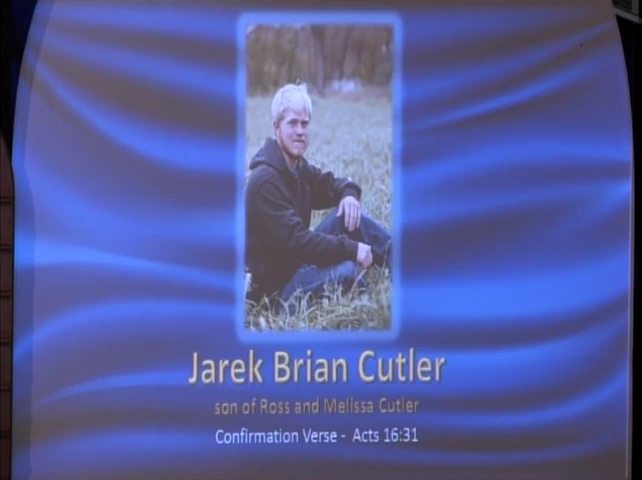 Jarek Brian Cutler
son of Ross and Melissa Cutler
Confirmation Verse - Acts 16:31